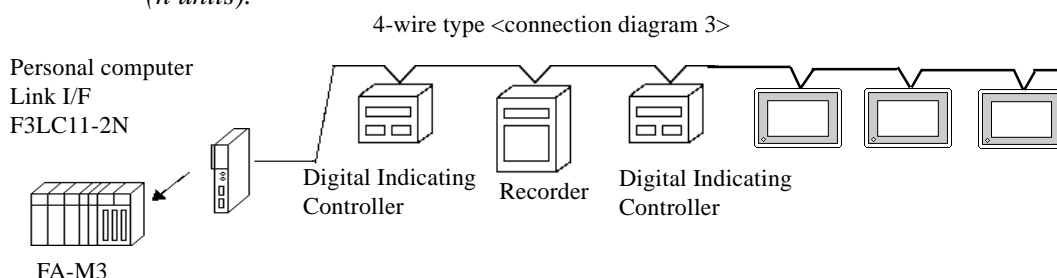 (n units).
4-wire type <connection diagram 3>
Personal computer
Link I/F
F3LC11-2N
Digital Indicating
Controller
Recorder
Digital Indicating
Controller
FA-M3